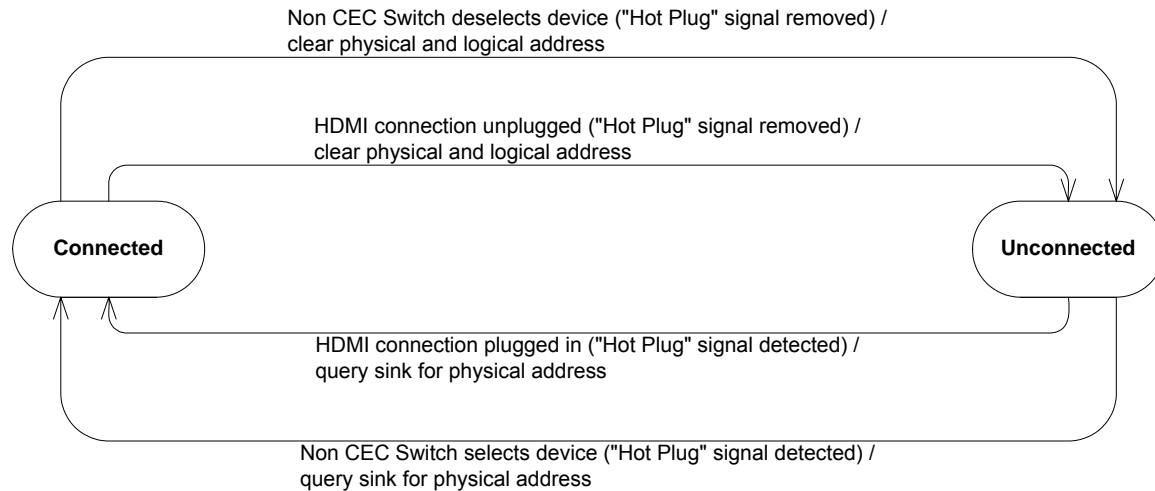 Non CEC Switch deselects device ("Hot Plug" signal removed) /
clear physical and logical address
HDMI connection unplugged ("Hot Plug" signal removed) /
clear physical and logical address
Connected
Unconnected
HDMI connection plugged in ("Hot Plug" signal detected) /
query sink for physical address
Non CEC Switch selects device ("Hot Plug" signal detected) /
query sink for physical address